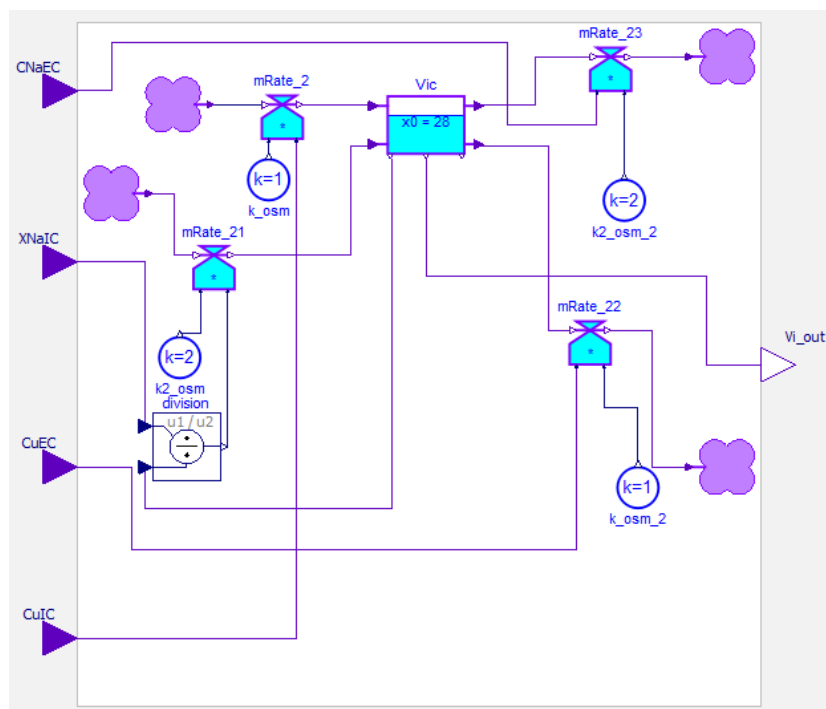 mRate_23
CNaEC
mRate_2
Vic
*
*
x0 = 28
k=1
k_osm
k=2
k2_osm_2
mRate_21
XNaIC
*
mRate_22
Vi_out
*
k=2
k2_osm
division
u1 / u2
÷
CuEC
k=1
k_osm_2
CuIC